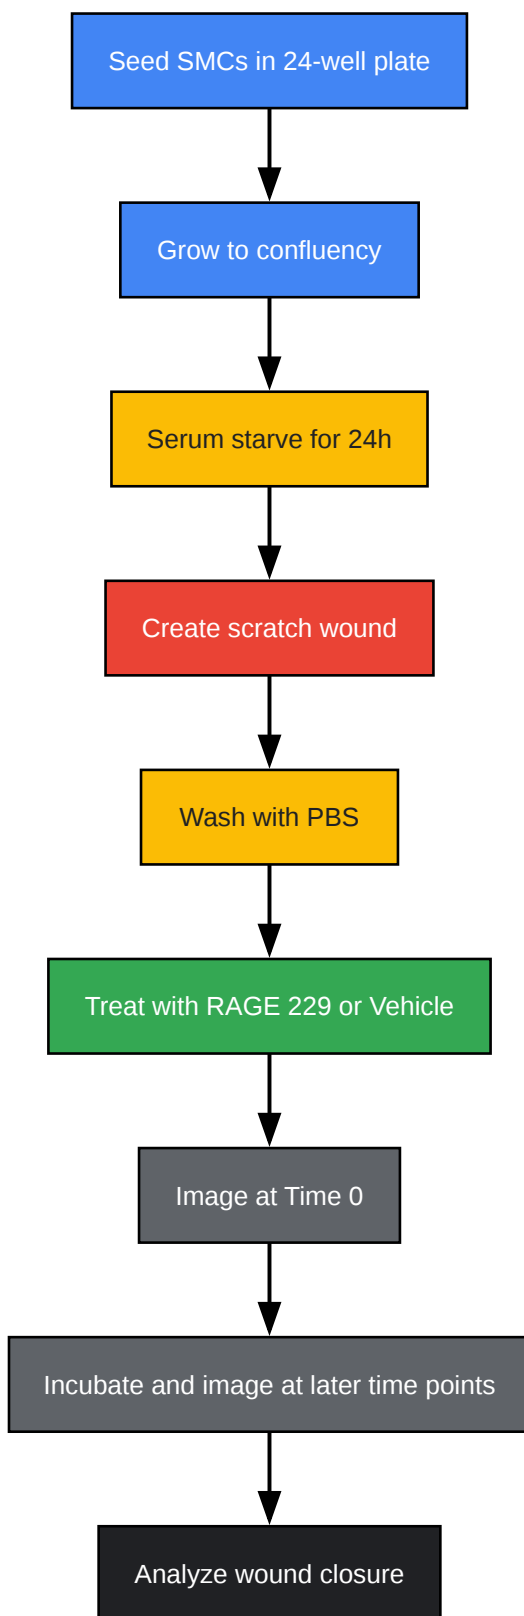 Seed SMCs in 24-well plate
Grow to confluency
Serum starve for 24h
Create scratch wound
Wash with PBS
Treat with RAGE 229 or Vehicle
Image at Time 0
Incubate and image at later time points
Analyze wound closure